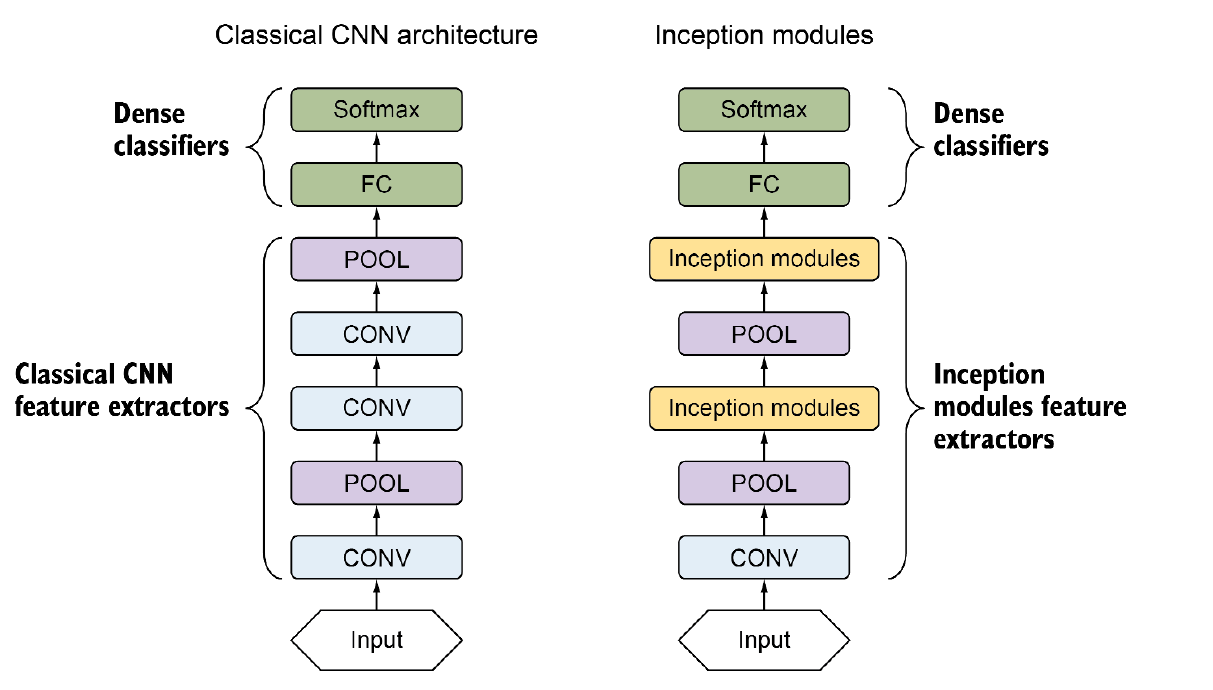 Classical CNN architecture
Dense
classifiers
Softmax
FC
POOL
CONV
Classical CNN
feature extractors
CONV
POOL
CONV
Input
Inception modules
Softmax
Dense
classifiers
FC
Inception modules
POOL
Inception modules
Inception
modules feature
extractors
POOL
CONV
Input